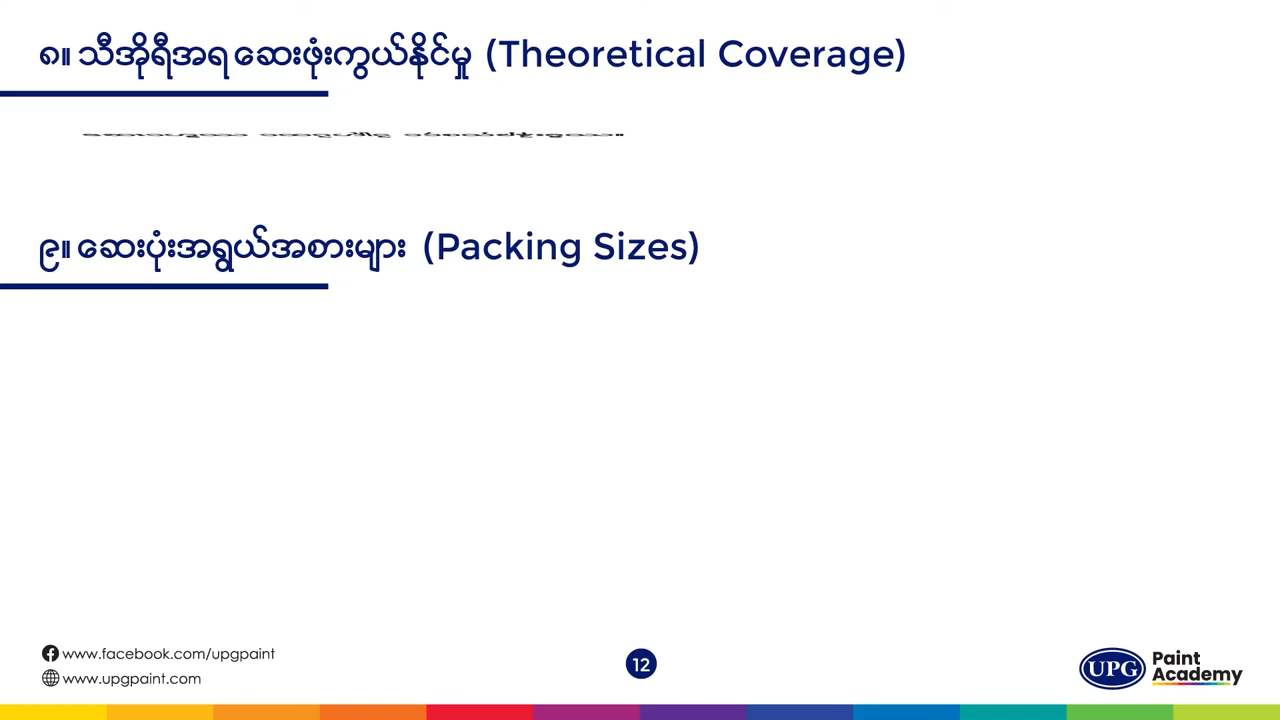 ၈။ သီအိုရီအရ ဆေးဖုံးကွယ်နိုင်မှု (Theoretical Coverage)
၉။ ဆေးပုံးအရွယ်အစားများ (Packing Sizes)
www.facebook.com/upgpaint
www.upgpaint.com
12
UPG Paint Academy